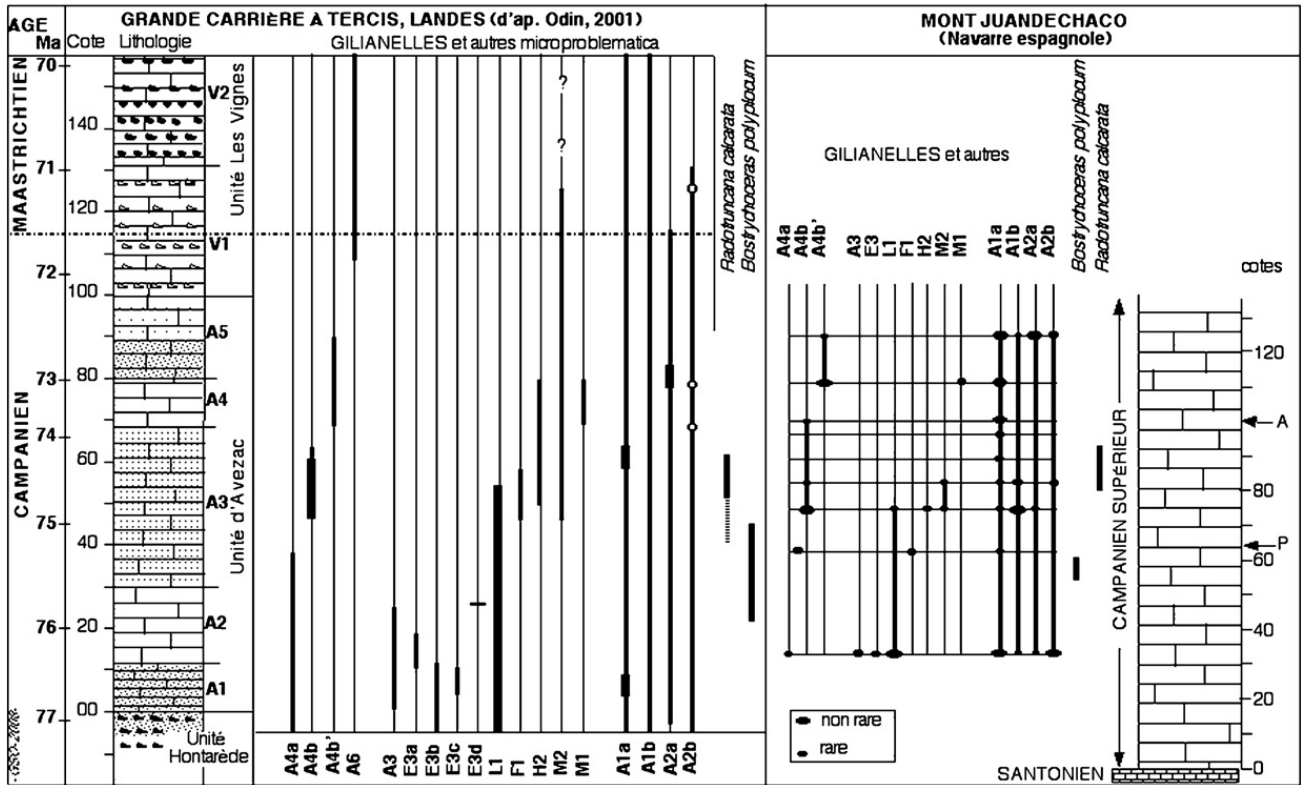 AGE
Ma
GRANDE CARRIÈRE A TERCIS, LANDES (d'ap. Odin, 2001)
Cote
Lithologie
GILIANELLES et autres microproblematica
MONT JUANDECHACO
(Navarre espagnole)
70
71
72
73
74
75
76
77
MAASTRICHTIEN
CAMPANIEN
140
120
100
80
60
40
20
00
V2
V1
A5
A4
A3
A2
A1
Unité Les Vignes
Unité d'Avezac
Unité
Hontarède
-GSO-2008-
?
?
A4a
A4b
A4b'
A6
A3
E3a
E3b
E3c
E3d
L1
F1
H2
M2
M1
A1a
A1b
A2a
A2b
Radotruncana calcarata
Bostrychoceras polyplocum
GILIANELLES et autres
A4a
A4b
A4b'
A3
E3
L1
F1
H2
M2
M1
A1a
A1b
A2a
A2b
Bostrychoceras polyplocum
Radotruncana calcarata
cotes
120
A
80
P
60
40
20
0
CAMPANIEN SUPÉRIEUR
SANTONIEN
non rare
rare